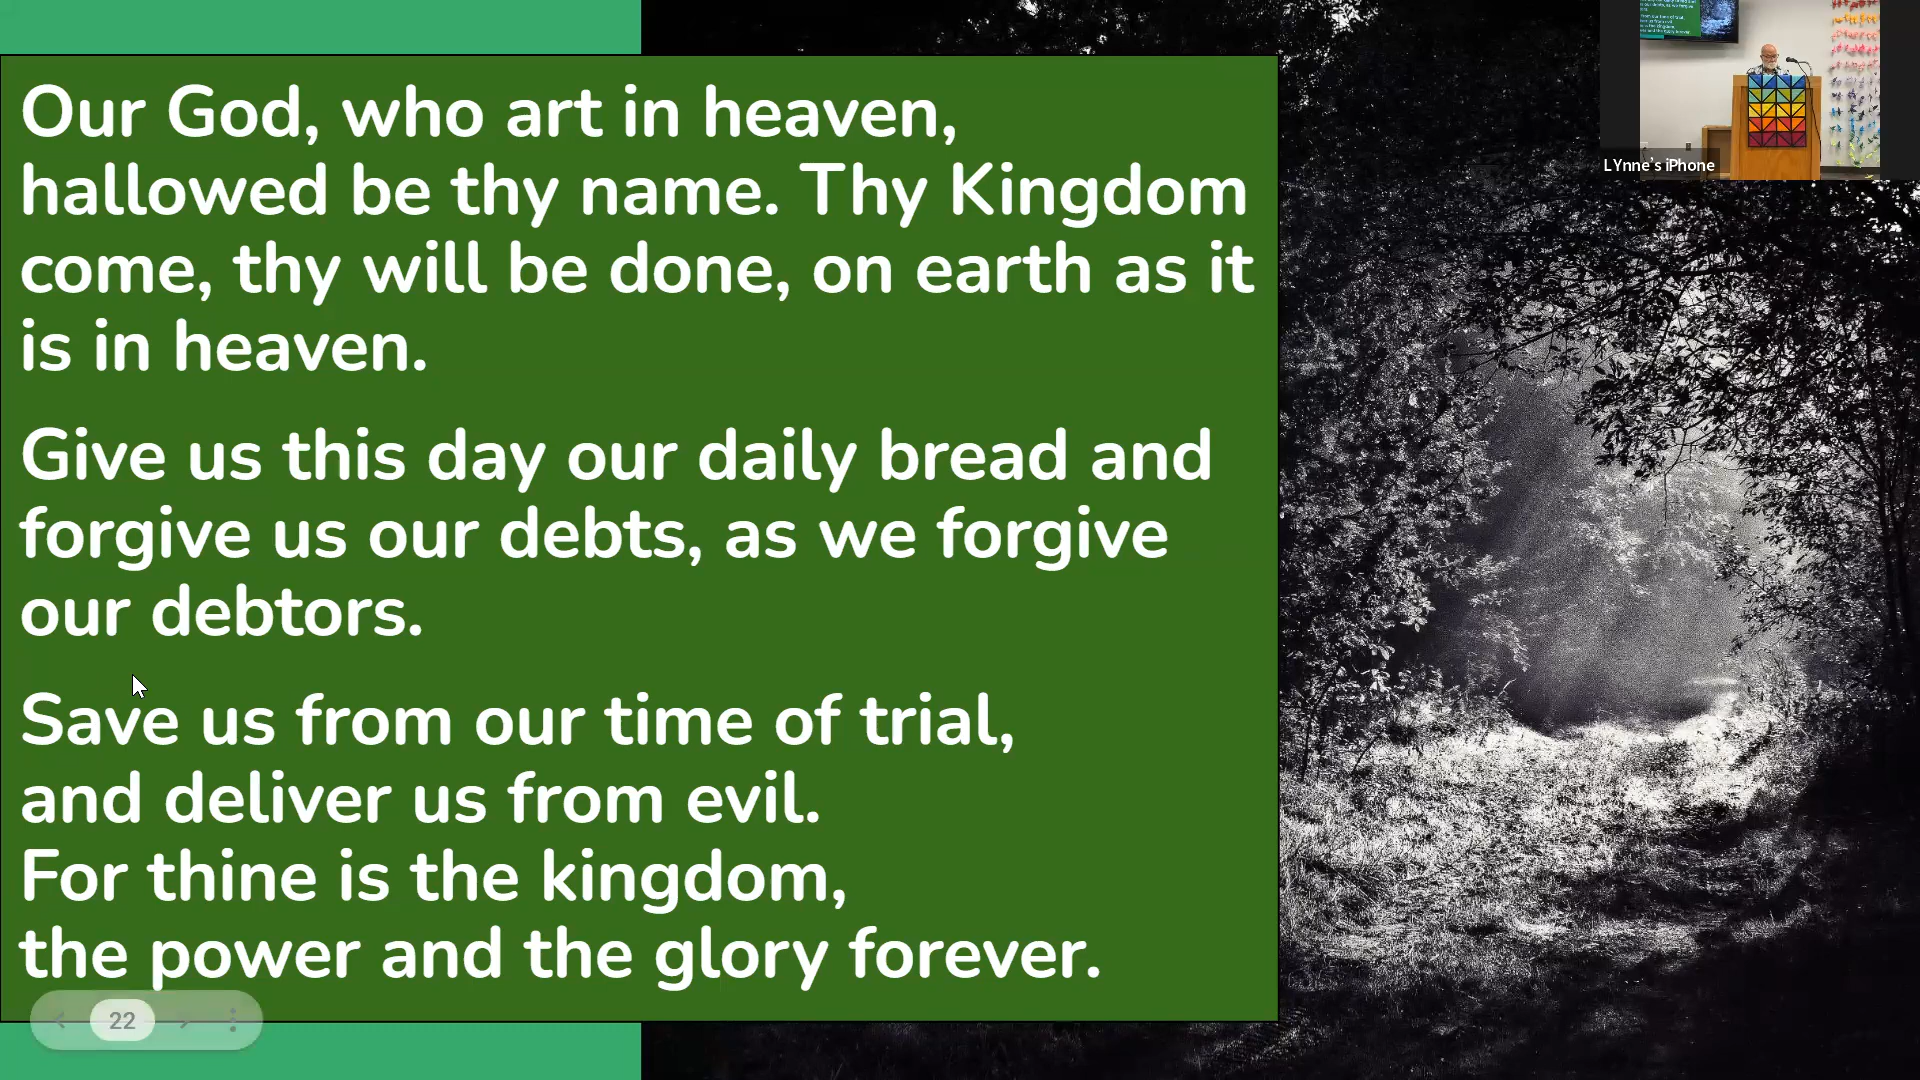 Our God, who art in heaven,
hallowed be thy name. Thy Kingdom
come, thy will be done, on earth as it
is in heaven.
Give us this day our daily bread and
forgive us our debts, as we forgive
our debtors.
Save us from our time of trial,
and deliver us from evil.
For thine is the kingdom,
the power and the glory forever.
22
LYnne's iPhone